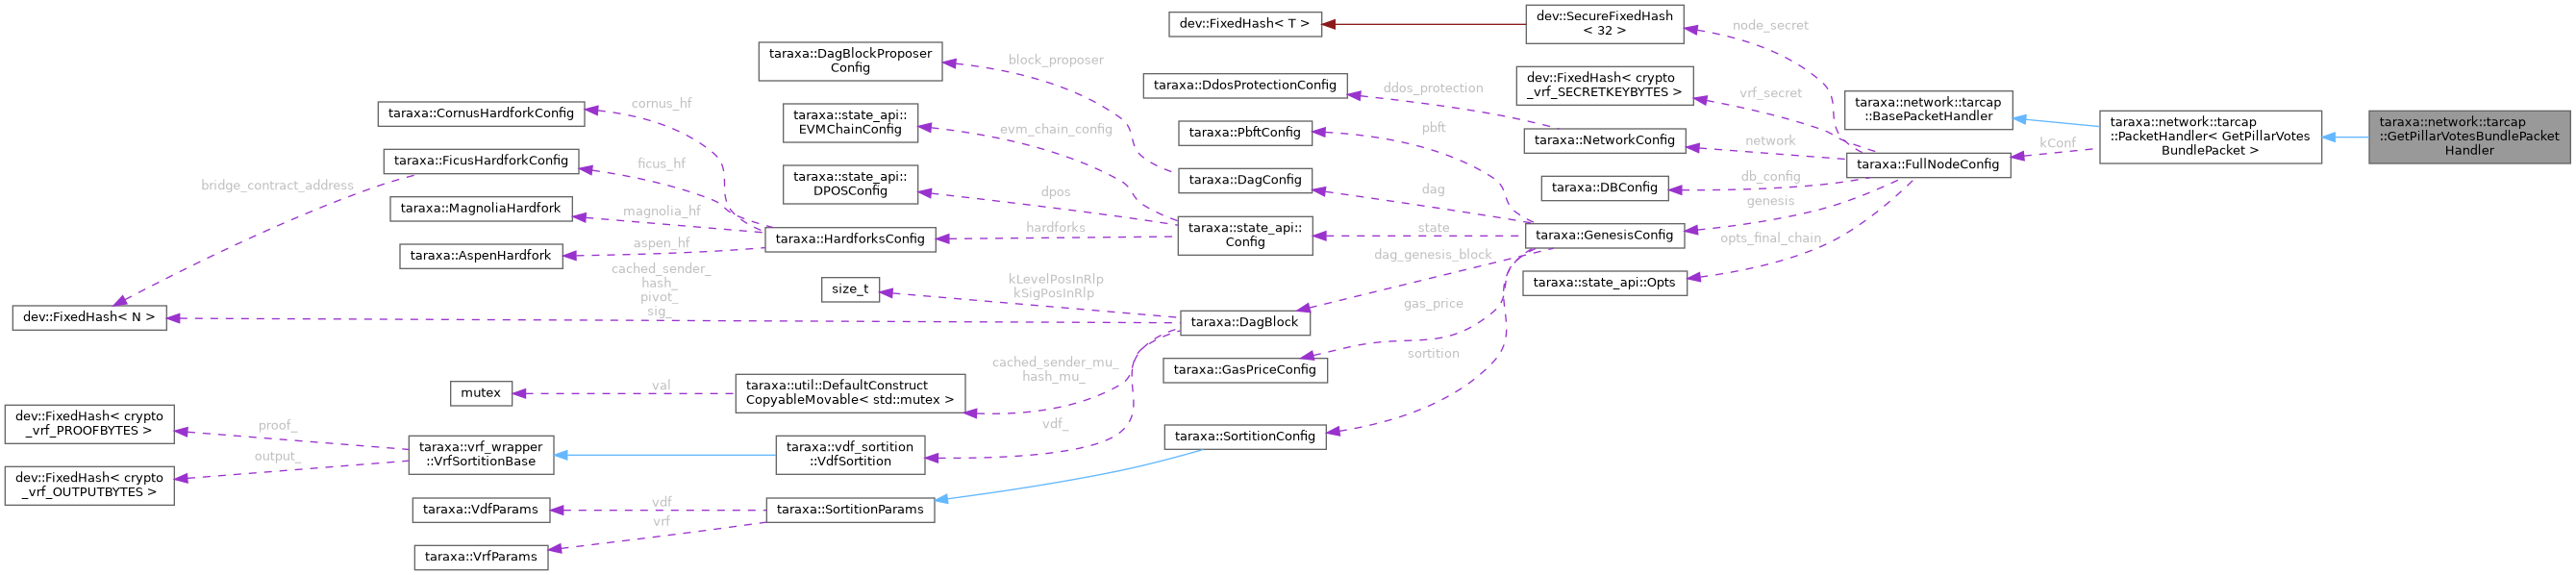 dev::FixedHash< T >
dev::SecureFixedHash
< 32 >
node_secret
taraxa::DagBlockProposer
Config
block_proposer
taraxa::DdosProtectionConfig
ddos_protection
dev::FixedHash< crypto
_vrf_SECRETKEYBYTES >
vrf_secret
taraxa::network::tarcap
::BasePacketHandler
taraxa::network::tarcap
::PacketHandler< GetPillarVotes
BundlePacket >
taraxa::network::tarcap
::GetPillarVotesBundlePacket
Handler
taraxa::CornusHardforkConfig
cornus_hf
taraxa::state_api::
EVMChainConfig
evm_chain_config
taraxa::PbftConfig
pbft
taraxa::NetworkConfig
network
kConf
taraxa::FullNodeConfig
taraxa::FicusHardforkConfig
ficus_hf
bridge_contract_address
taraxa::state_api::
DPOSConfig
dpos
taraxa::DagConfig
dag
taraxa::DBConfig
db_config
genesis
taraxa::MagnoliaHardfork
magnolia_hf
taraxa::HardforksConfig
hardforks
taraxa::state_api::
Config
state
taraxa::GenesisConfig
opts_final_chain
taraxa::AspenHardfork
aspen_hf
dag_genesis_block
cached_sender_
hash_
pivot_
sig_
size_t
kLevelPosInRlp
kSigPosInRlp
taraxa::state_api::Opts
gas_price
dev::FixedHash< N >
taraxa::DagBlock
sortition
cached_sender_mu_
hash_mu_
taraxa::GasPriceConfig
mutex
val
taraxa::util::DefaultConstruct
CopyableMovable< std::mutex >
dev::FixedHash< crypto
_vrf_PROOFBYTES >
proof_
vdf_
taraxa::SortitionConfig
taraxa::vrf_wrapper
::VrfSortitionBase
taraxa::vdf_sortition
::VdfSortition
output_
dev::FixedHash< crypto
_vrf_OUTPUTBYTES >
taraxa::VdfParams
vdf
taraxa::SortitionParams
vrf
taraxa::VrfParams